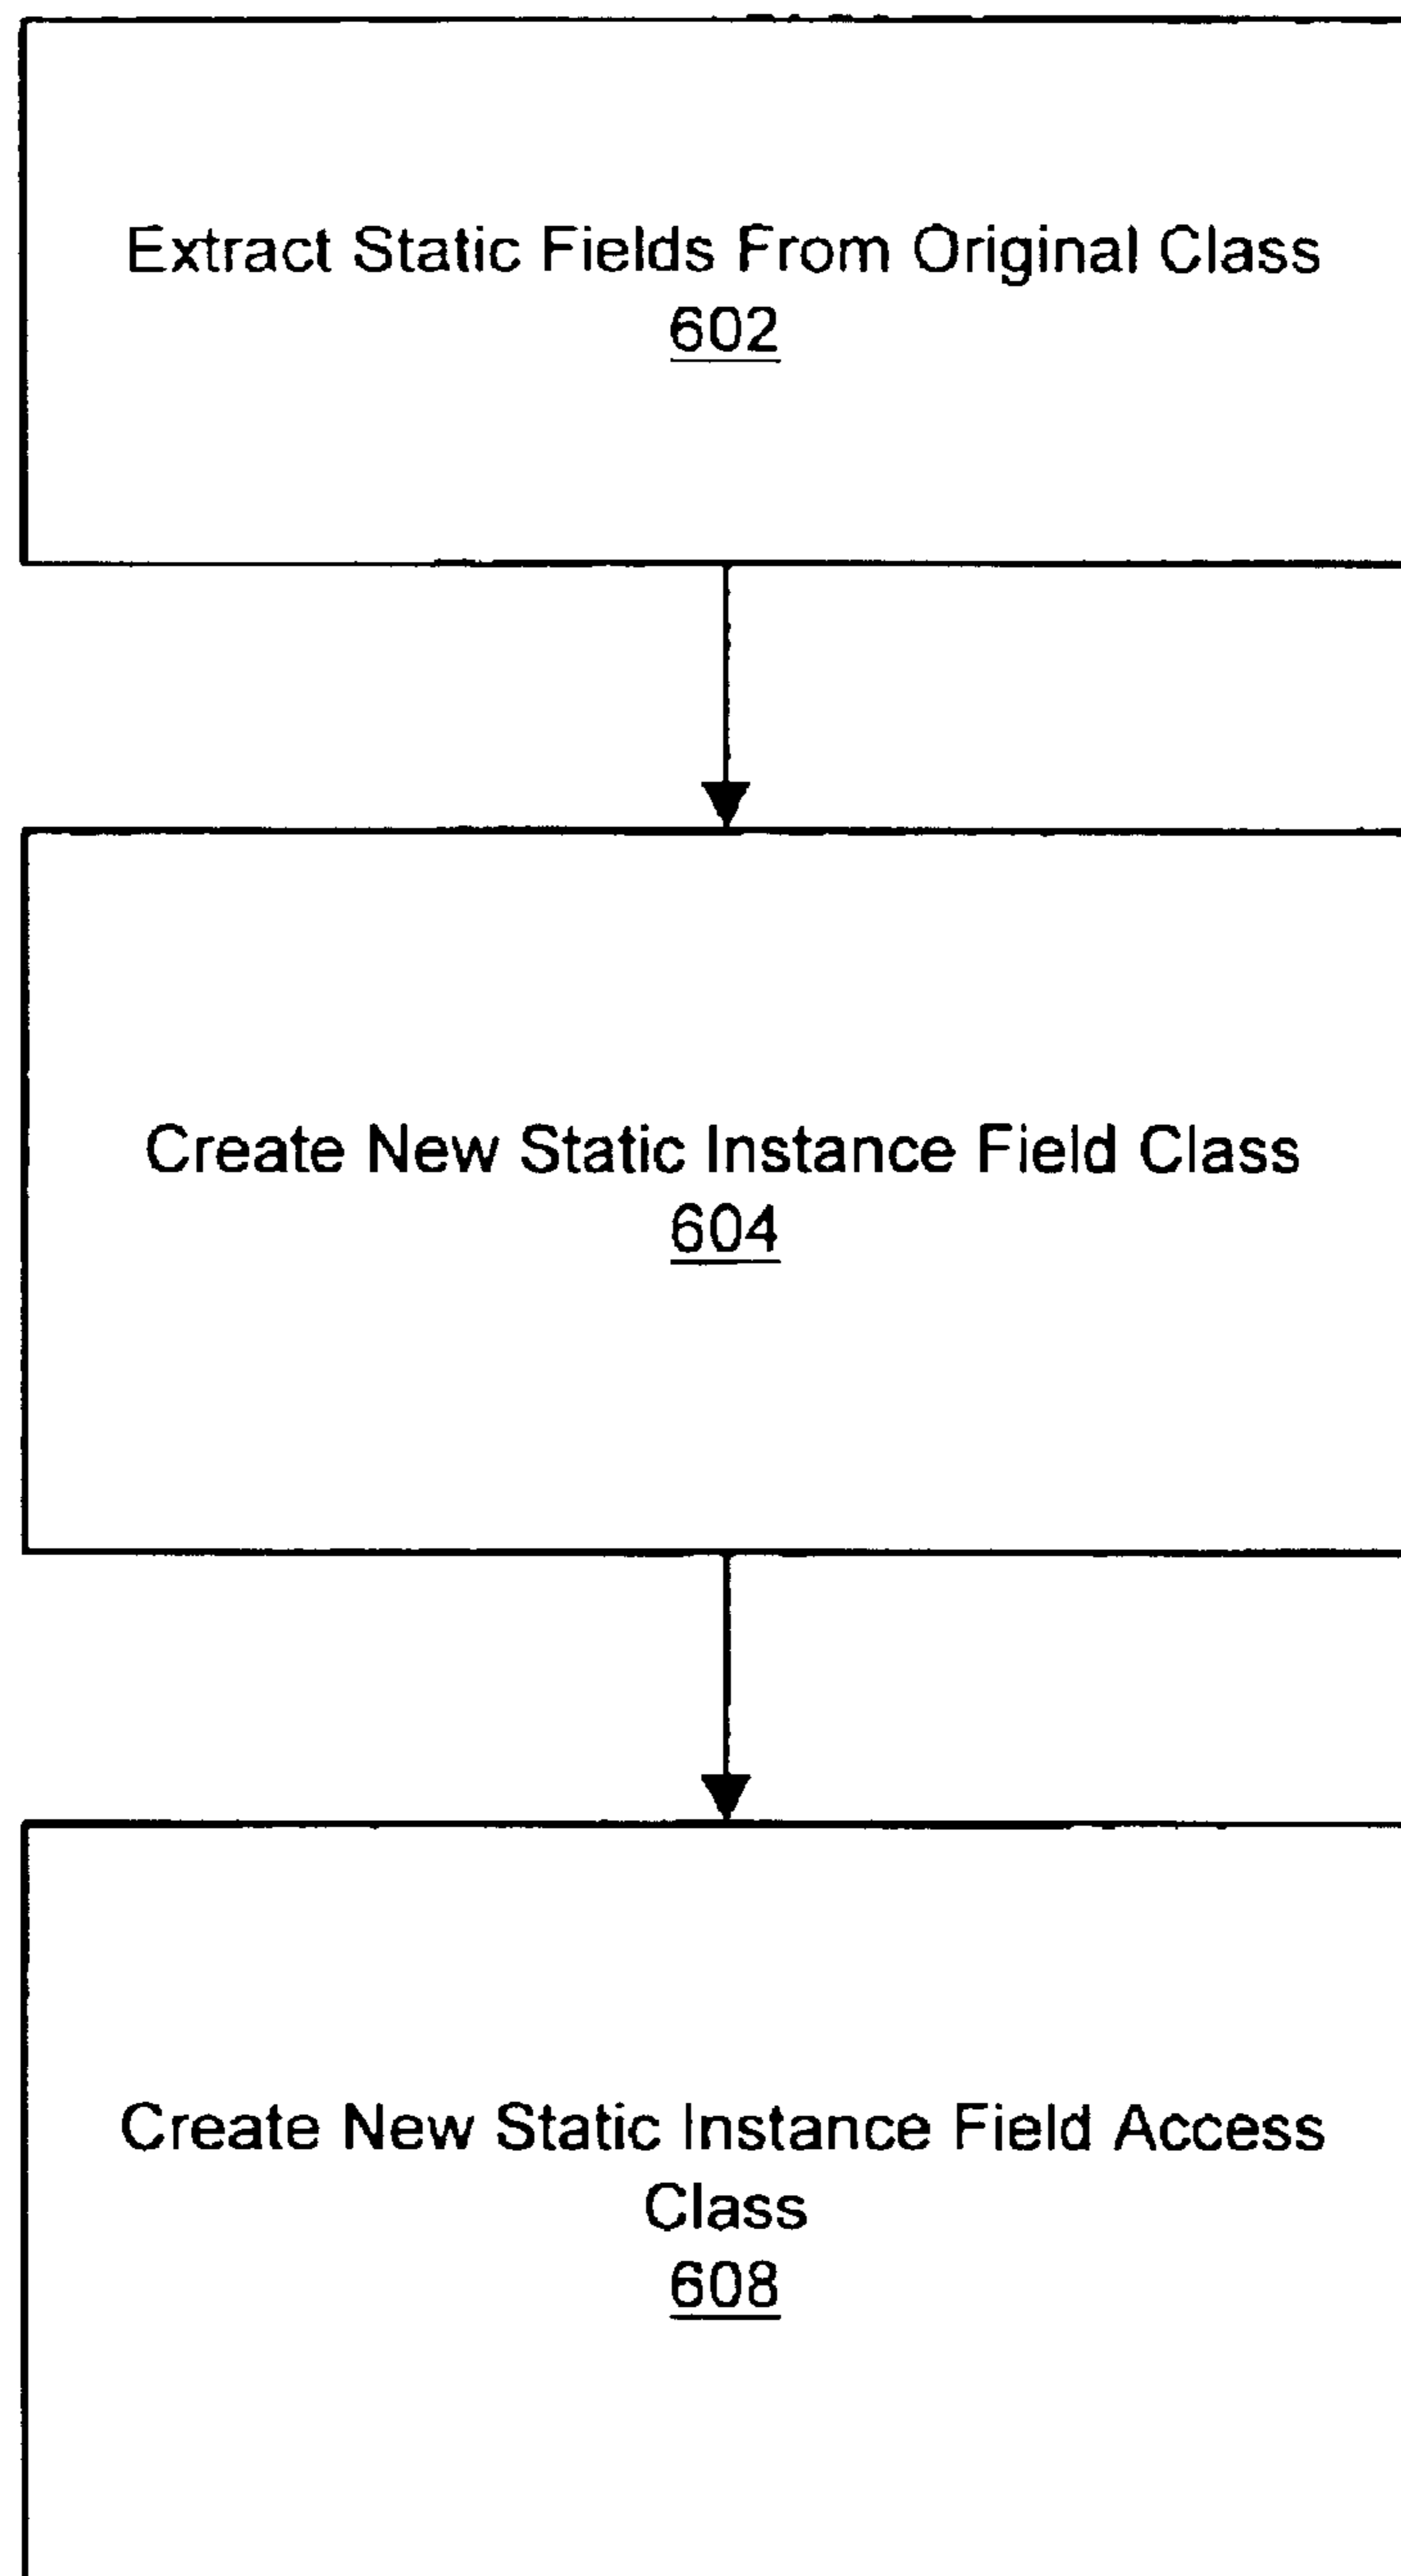 Extract Static Fields From Original Class
602
Create New Static Instance Field Class
604
Create New Static Instance Field Access
Class
608